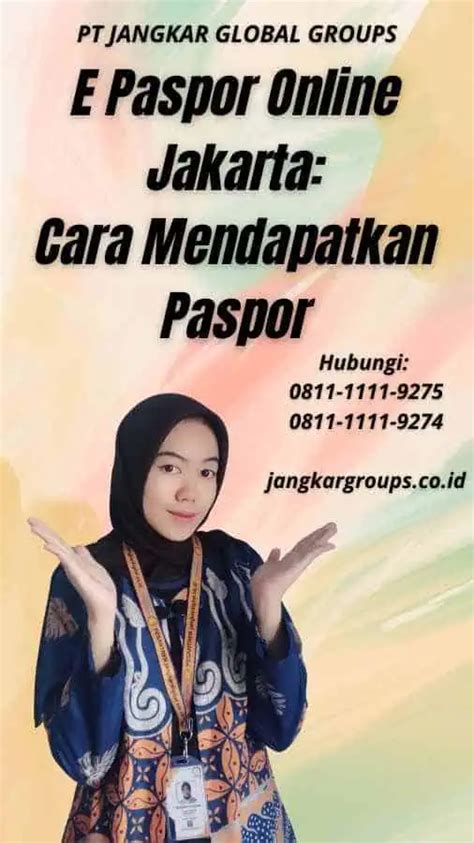 PT JANGKAR GLOBAL GROUPS
E Paspor Online
Jakarta:
Cara Mendapatkan
Paspor
Hubungi:
0811-1111-9275
0811-1111-9274
jangkargroups.co.id